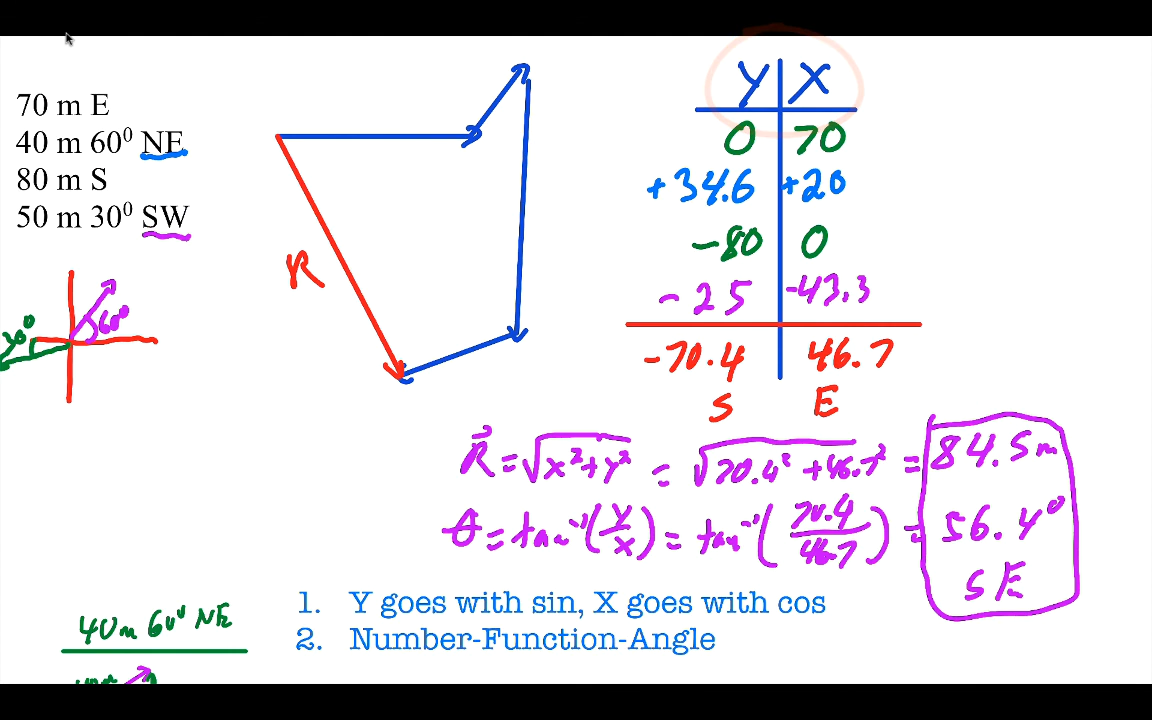 70 m E
40 m 60⁰ NE
80 m S
50 m 30⁰ SW
Y X
0 70
+34.6 +20
-80 0
-25 -43.3
-70.4 46.7
S E
R
60⁰
30⁰
R⃗ = √x²+y² = √70.4² + 46.7² = 84.5m
θ = tan⁻¹(Y/X) = tan⁻¹(70.4/46.7) = 56.4⁰
SE
1. Y goes with sin, X goes with cos
2. Number-Function-Angle
40m 60⁰ NE